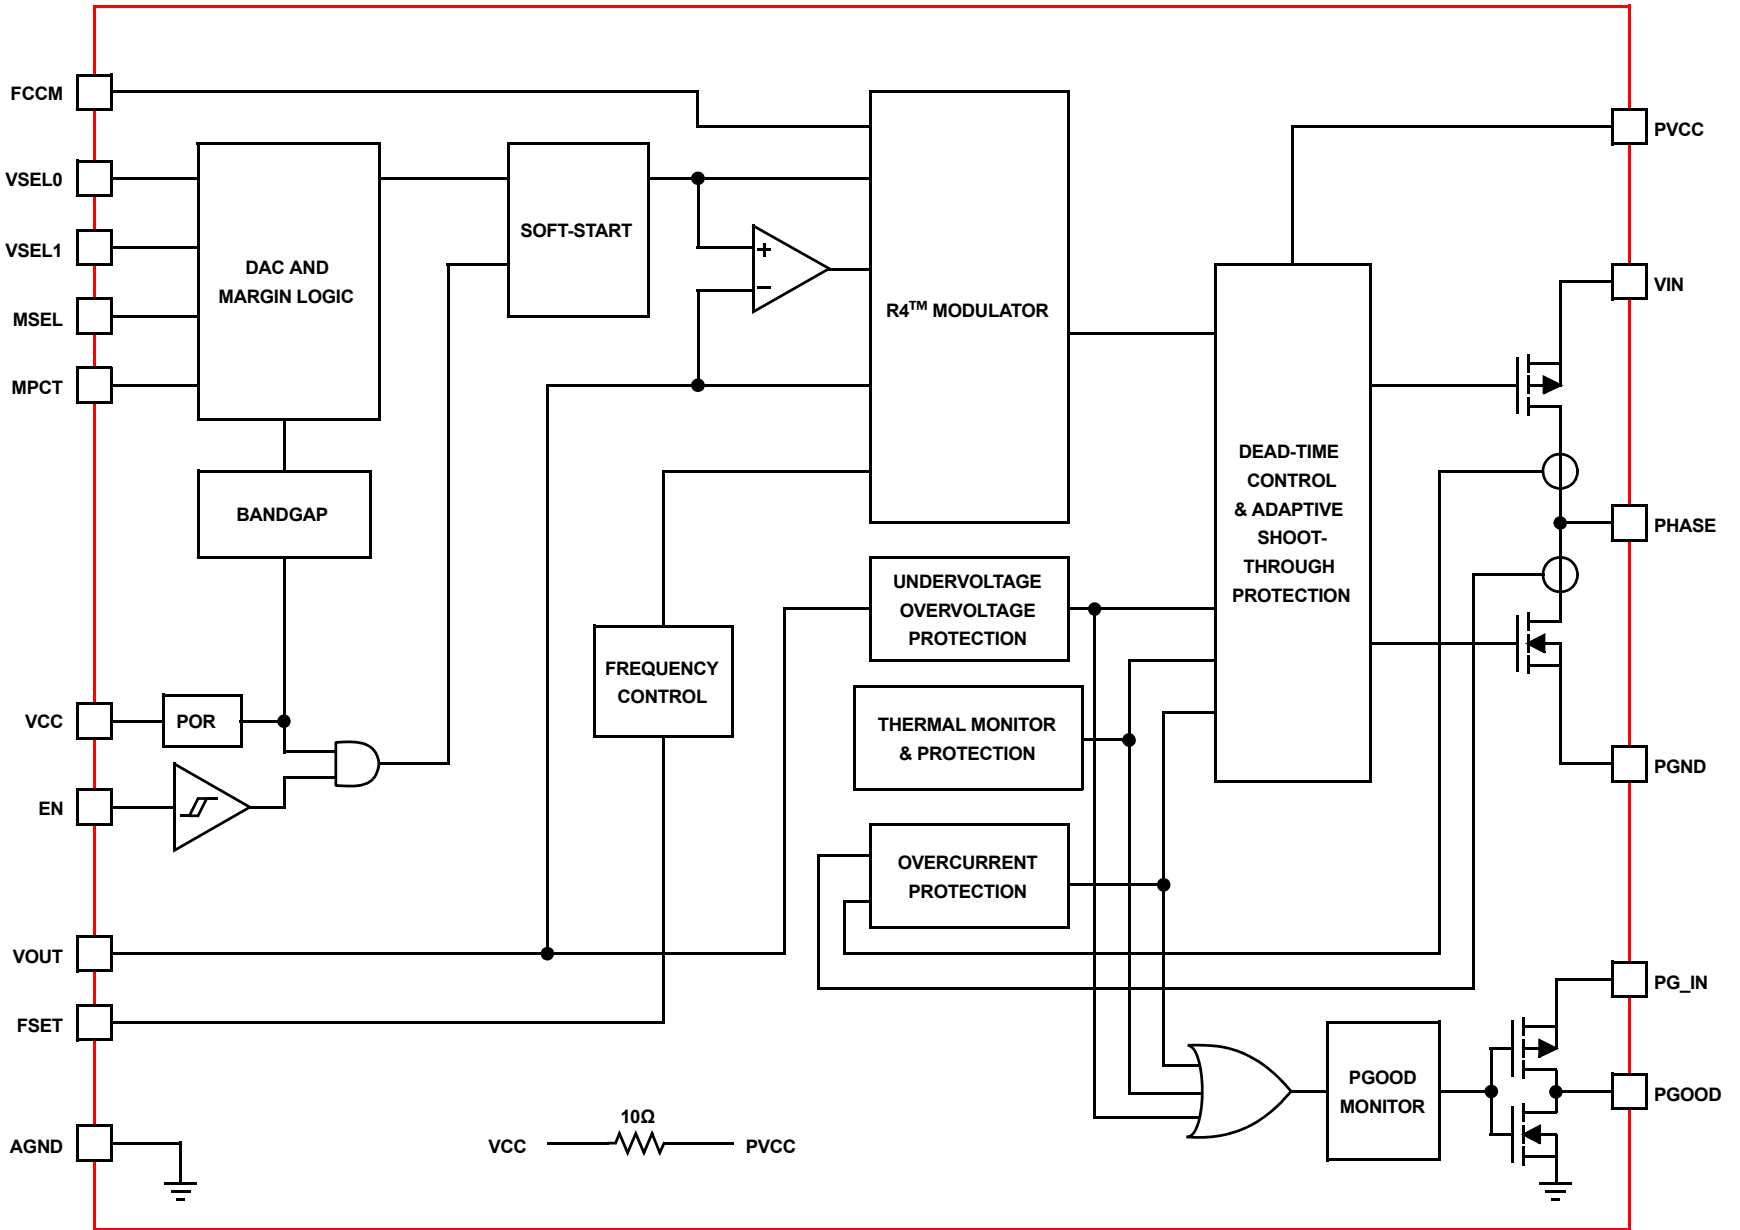 FCCM
VSEL0
VSEL1
MSEL
MPCT
VCC
EN
VOUT
FSET
AGND
DAC AND
MARGIN LOGIC
BANDGAP
POR
SOFT-START
+
−
FREQUENCY
CONTROL
R4™ MODULATOR
UNDERVOLTAGE
OVERVOLTAGE
PROTECTION
THERMAL MONITOR
& PROTECTION
OVERCURRENT
PROTECTION
DEAD-TIME
CONTROL
& ADAPTIVE
SHOOT-
THROUGH
PROTECTION
PGOOD
MONITOR
10Ω
VCC
PVCC
PVCC
VIN
PHASE
PGND
PG_IN
PGOOD